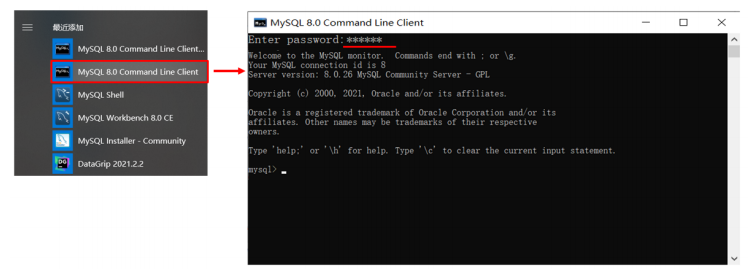 最近添加
MySQL 8.0 Command Line Client...
MySQL 8.0 Command Line Client
MySQL Shell
MySQL Workbench 8.0 CE
MySQL Installer - Community
DataGrip 2021.2.2
MySQL 8.0 Command Line Client
Enter password: ******
Welcome to the MySQL monitor.  Commands end with ; or \g.
Your MySQL connection id is 8
Server version: 8.0.26 MySQL Community Server - GPL
Copyright (c) 2000, 2021, Oracle and/or its affiliates.
Oracle is a registered trademark of Oracle Corporation and/or its
affiliates. Other names may be trademarks of their respective
owners.
Type 'help;' or '\h' for help. Type '\c' to clear the current input statement.
mysql>